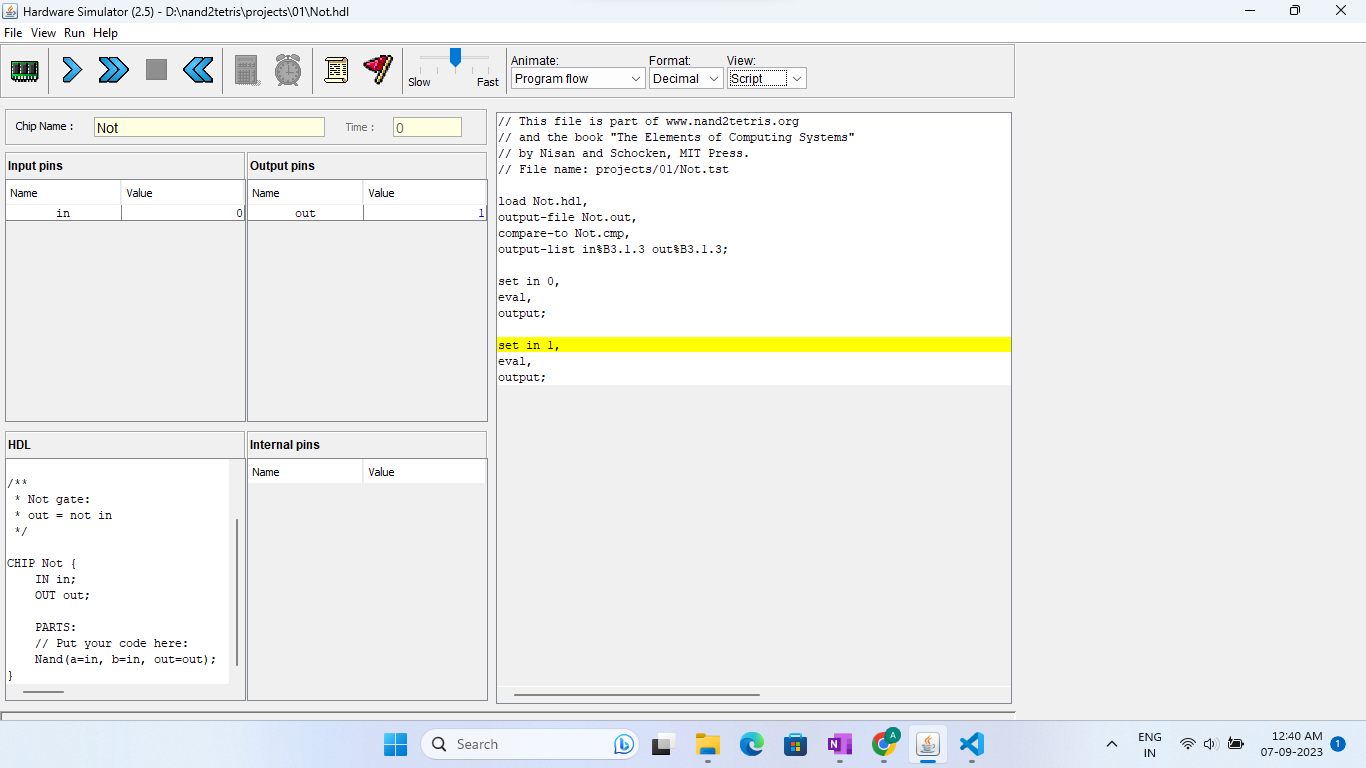 Hardware Simulator (2.5) - D:\nand2tetris\projects\01\Not.hdl
File View Run Help
Slow Fast
Animate: Format: View:
Program flow Decimal Script
Chip Name : Not Time : 0
Input pins Output pins
Name Value Name Value
in 0 out 1
// This file is part of www.nand2tetris.org
// and the book "The Elements of Computing Systems"
// by Nisan and Schocken, MIT Press.
// File name: projects/01/Not.tst
load Not.hdl,
output-file Not.out,
compare-to Not.cmp,
output-list in%B3.1.3 out%B3.1.3;
set in 0,
eval,
output;
set in 1,
eval,
output;
HDL Internal pins
Name Value
/**
* Not gate:
* out = not in
*/
CHIP Not {
IN in;
OUT out;
PARTS:
// Put your code here:
Nand(a=in, b=in, out=out);
}
Search
A
N
ENG
IN
12:40 AM
07-09-2023
1